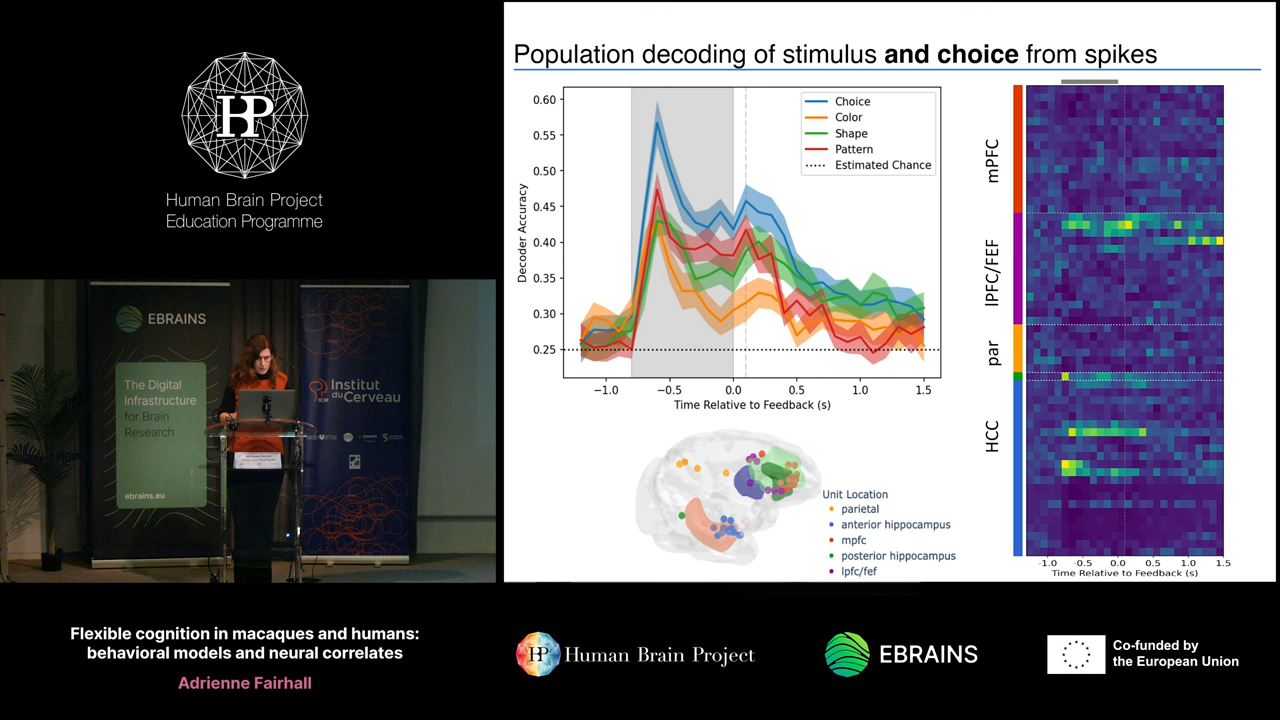 HP
Human Brain Project
Education Programme
EBRAINS
The Digital
Infrastructure
for Brain
Research
ebrains.eu
Institut
du Cerveau
ICM
Population decoding of stimulus and choice from spikes
0.60
0.55
0.50
0.45
0.40
0.35
0.30
0.25
Decoder Accuracy
Choice
Color
Shape
Pattern
Estimated Chance
−1.0 −0.5 0.0 0.5 1.0 1.5
Time Relative to Feedback (s)
Unit Location
parietal
anterior hippocampus
mpfc
posterior hippocampus
lpfc/fef
mPFC
lPFC/FEF
par
HCC
-1.0 -0.5 0.0 0.5 1.0 1.5
Time Relative to Feedback (s)
Flexible cognition in macaques and humans:
behavioral models and neural correlates
Adrienne Fairhall
HP Human Brain Project
EBRAINS
Co-funded by
the European Union